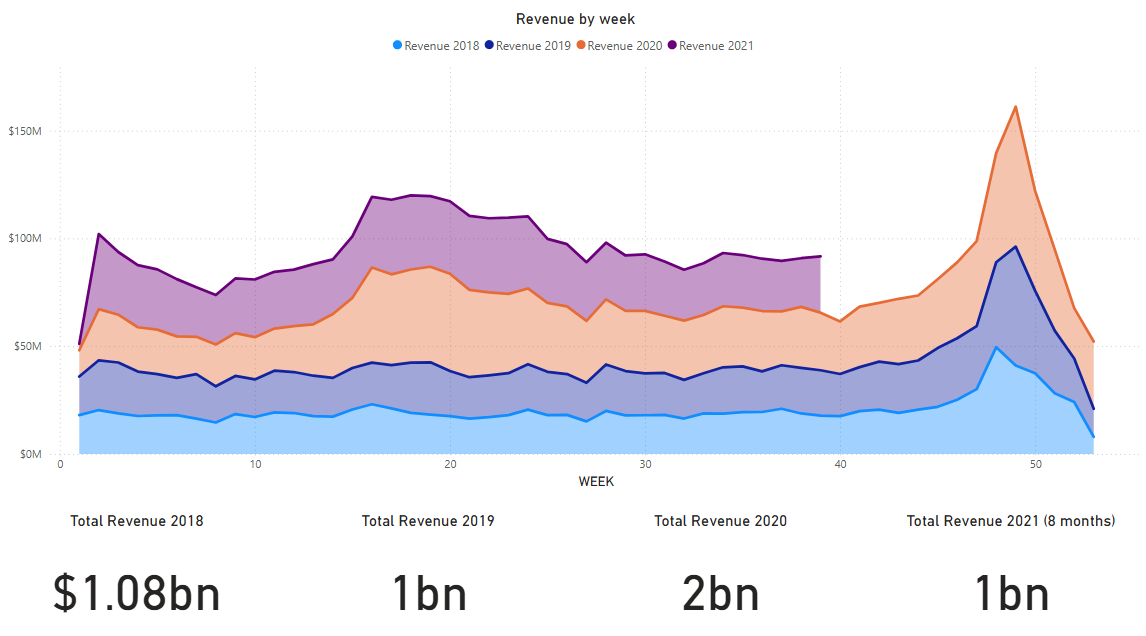 Revenue by week
Revenue 2018 Revenue 2019 Revenue 2020 Revenue 2021
$150M
$100M
$50M
$0M
0 10 20 30 40 50
WEEK
Total Revenue 2018 Total Revenue 2019 Total Revenue 2020 Total Revenue 2021 (8 months)
$1.08bn 1bn 2bn 1bn